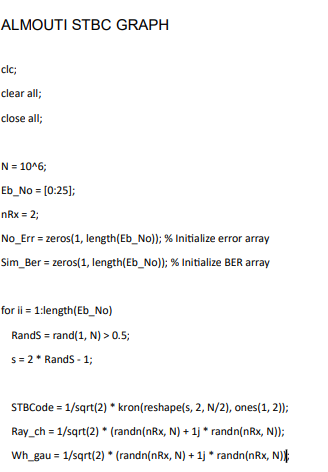 ALMOUTI STBC GRAPH
clc;
clear all;
close all;
N = 10^6;
Eb_No = [0:25];
nRx = 2;
No_Err = zeros(1, length(Eb_No)); % Initialize error array
Sim_Ber = zeros(1, length(Eb_No)); % Initialize BER array
for ii = 1:length(Eb_No)
RandS = rand(1, N) > 0.5;
s = 2 * RandS - 1;
STBCode = 1/sqrt(2) * kron(reshape(s, 2, N/2), ones(1, 2));
Ray_ch = 1/sqrt(2) * (randn(nRx, N) + 1j * randn(nRx, N));
Wh_gau = 1/sqrt(2) * (randn(nRx, N) + 1j * randn(nRx, N));